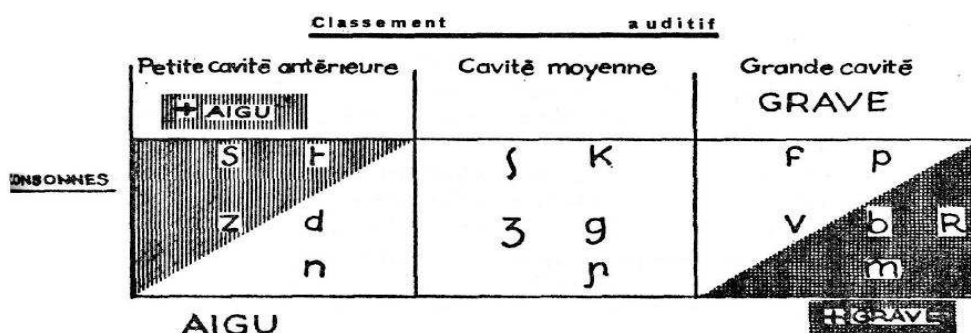 Classement auditif
Petite cavité antérieure Cavité moyenne Grande cavité
+ AIGU GRAVE
S t ʃ K F p
ONSONNES
Z d ʒ g V b R
n ɲ m
AIGU + GRAVE